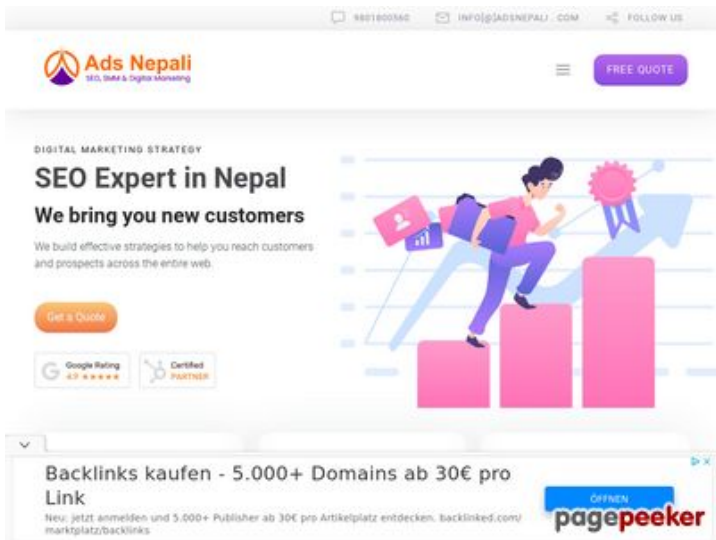 9801800560 INFO[@]ADSNEPALI . COM FOLLOW US
Ads Nepali
SEO, SMM & Digital Marketing
FREE QUOTE
DIGITAL MARKETING STRATEGY
SEO Expert in Nepal
We bring you new customers
We build effective strategies to help you reach customers
and prospects across the entire web.
Get a Quote
Google Rating
4.9 ★★★★★
Certified
PARTNER
Backlinks kaufen - 5.000+ Domains ab 30€ pro
Link
Neu: jetzt anmelden und 5.000+ Publisher ab 30€ pro Artikelplatz entdecken. backlinked.com/
marktplatz/backlinks
ÖFFNEN
pagepeeker